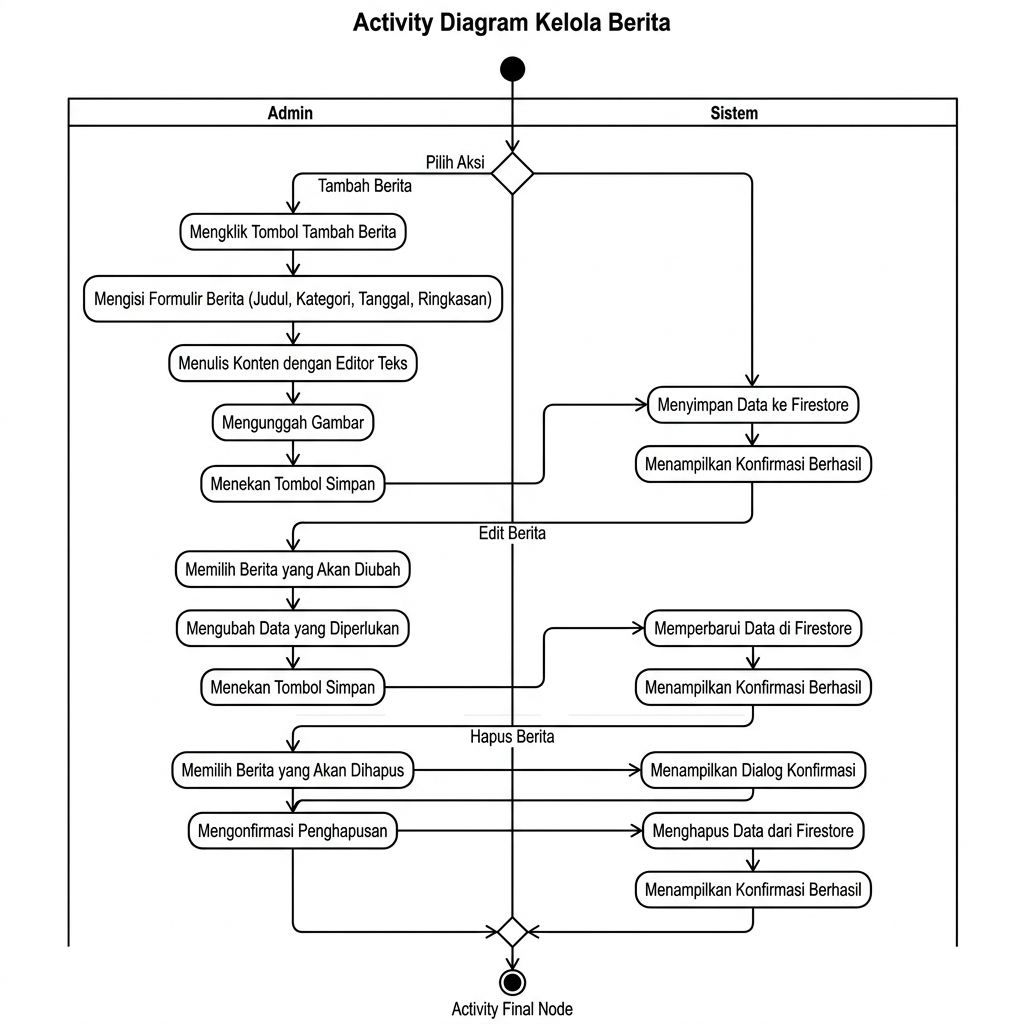 Activity Diagram Kelola Berita
Admin
Sistem
Pilih Aksi
Tambah Berita
Mengklik Tombol Tambah Berita
Mengisi Formulir Berita (Judul, Kategori, Tanggal, Ringkasan)
Menulis Konten dengan Editor Teks
Mengunggah Gambar
Menyimpan Data ke Firestore
Menekan Tombol Simpan
Menampilkan Konfirmasi Berhasil
Edit Berita
Memilih Berita yang Akan Diubah
Mengubah Data yang Diperlukan
Memperbarui Data di Firestore
Menekan Tombol Simpan
Menampilkan Konfirmasi Berhasil
Hapus Berita
Memilih Berita yang Akan Dihapus
Menampilkan Dialog Konfirmasi
Mengonfirmasi Penghapusan
Menghapus Data dari Firestore
Menampilkan Konfirmasi Berhasil
Activity Final Node